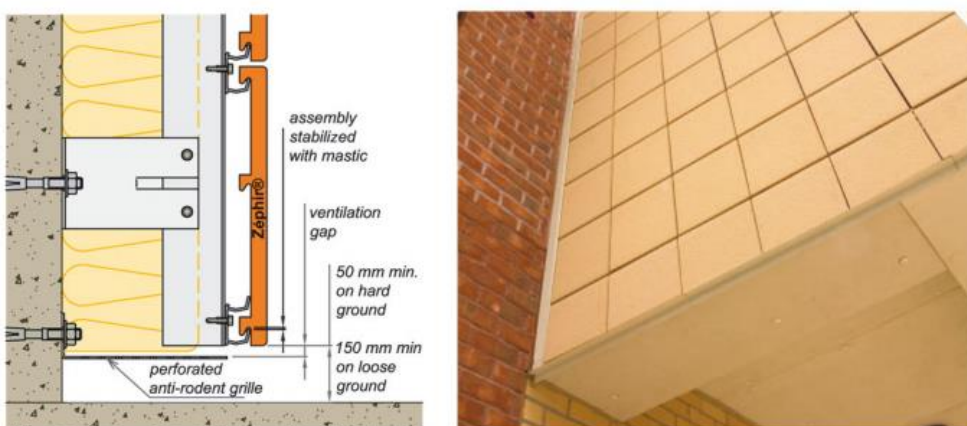 assembly
stabilized
with mastic
Zéphir®
ventilation
gap
50 mm min.
on hard
ground
150 mm min
on loose
ground
perforated
anti-rodent grille